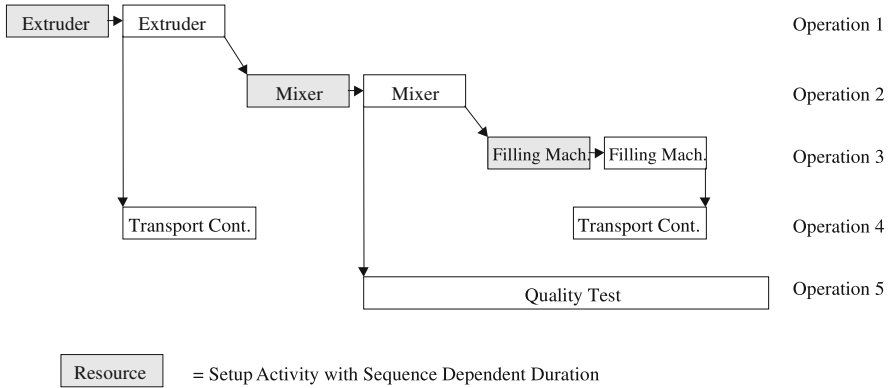 Extruder Extruder Operation 1
Mixer Mixer Operation 2
Filling Mach. Filling Mach. Operation 3
Transport Cont. Transport Cont. Operation 4
Quality Test Operation 5
Resource = Setup Activity with Sequence Dependent Duration